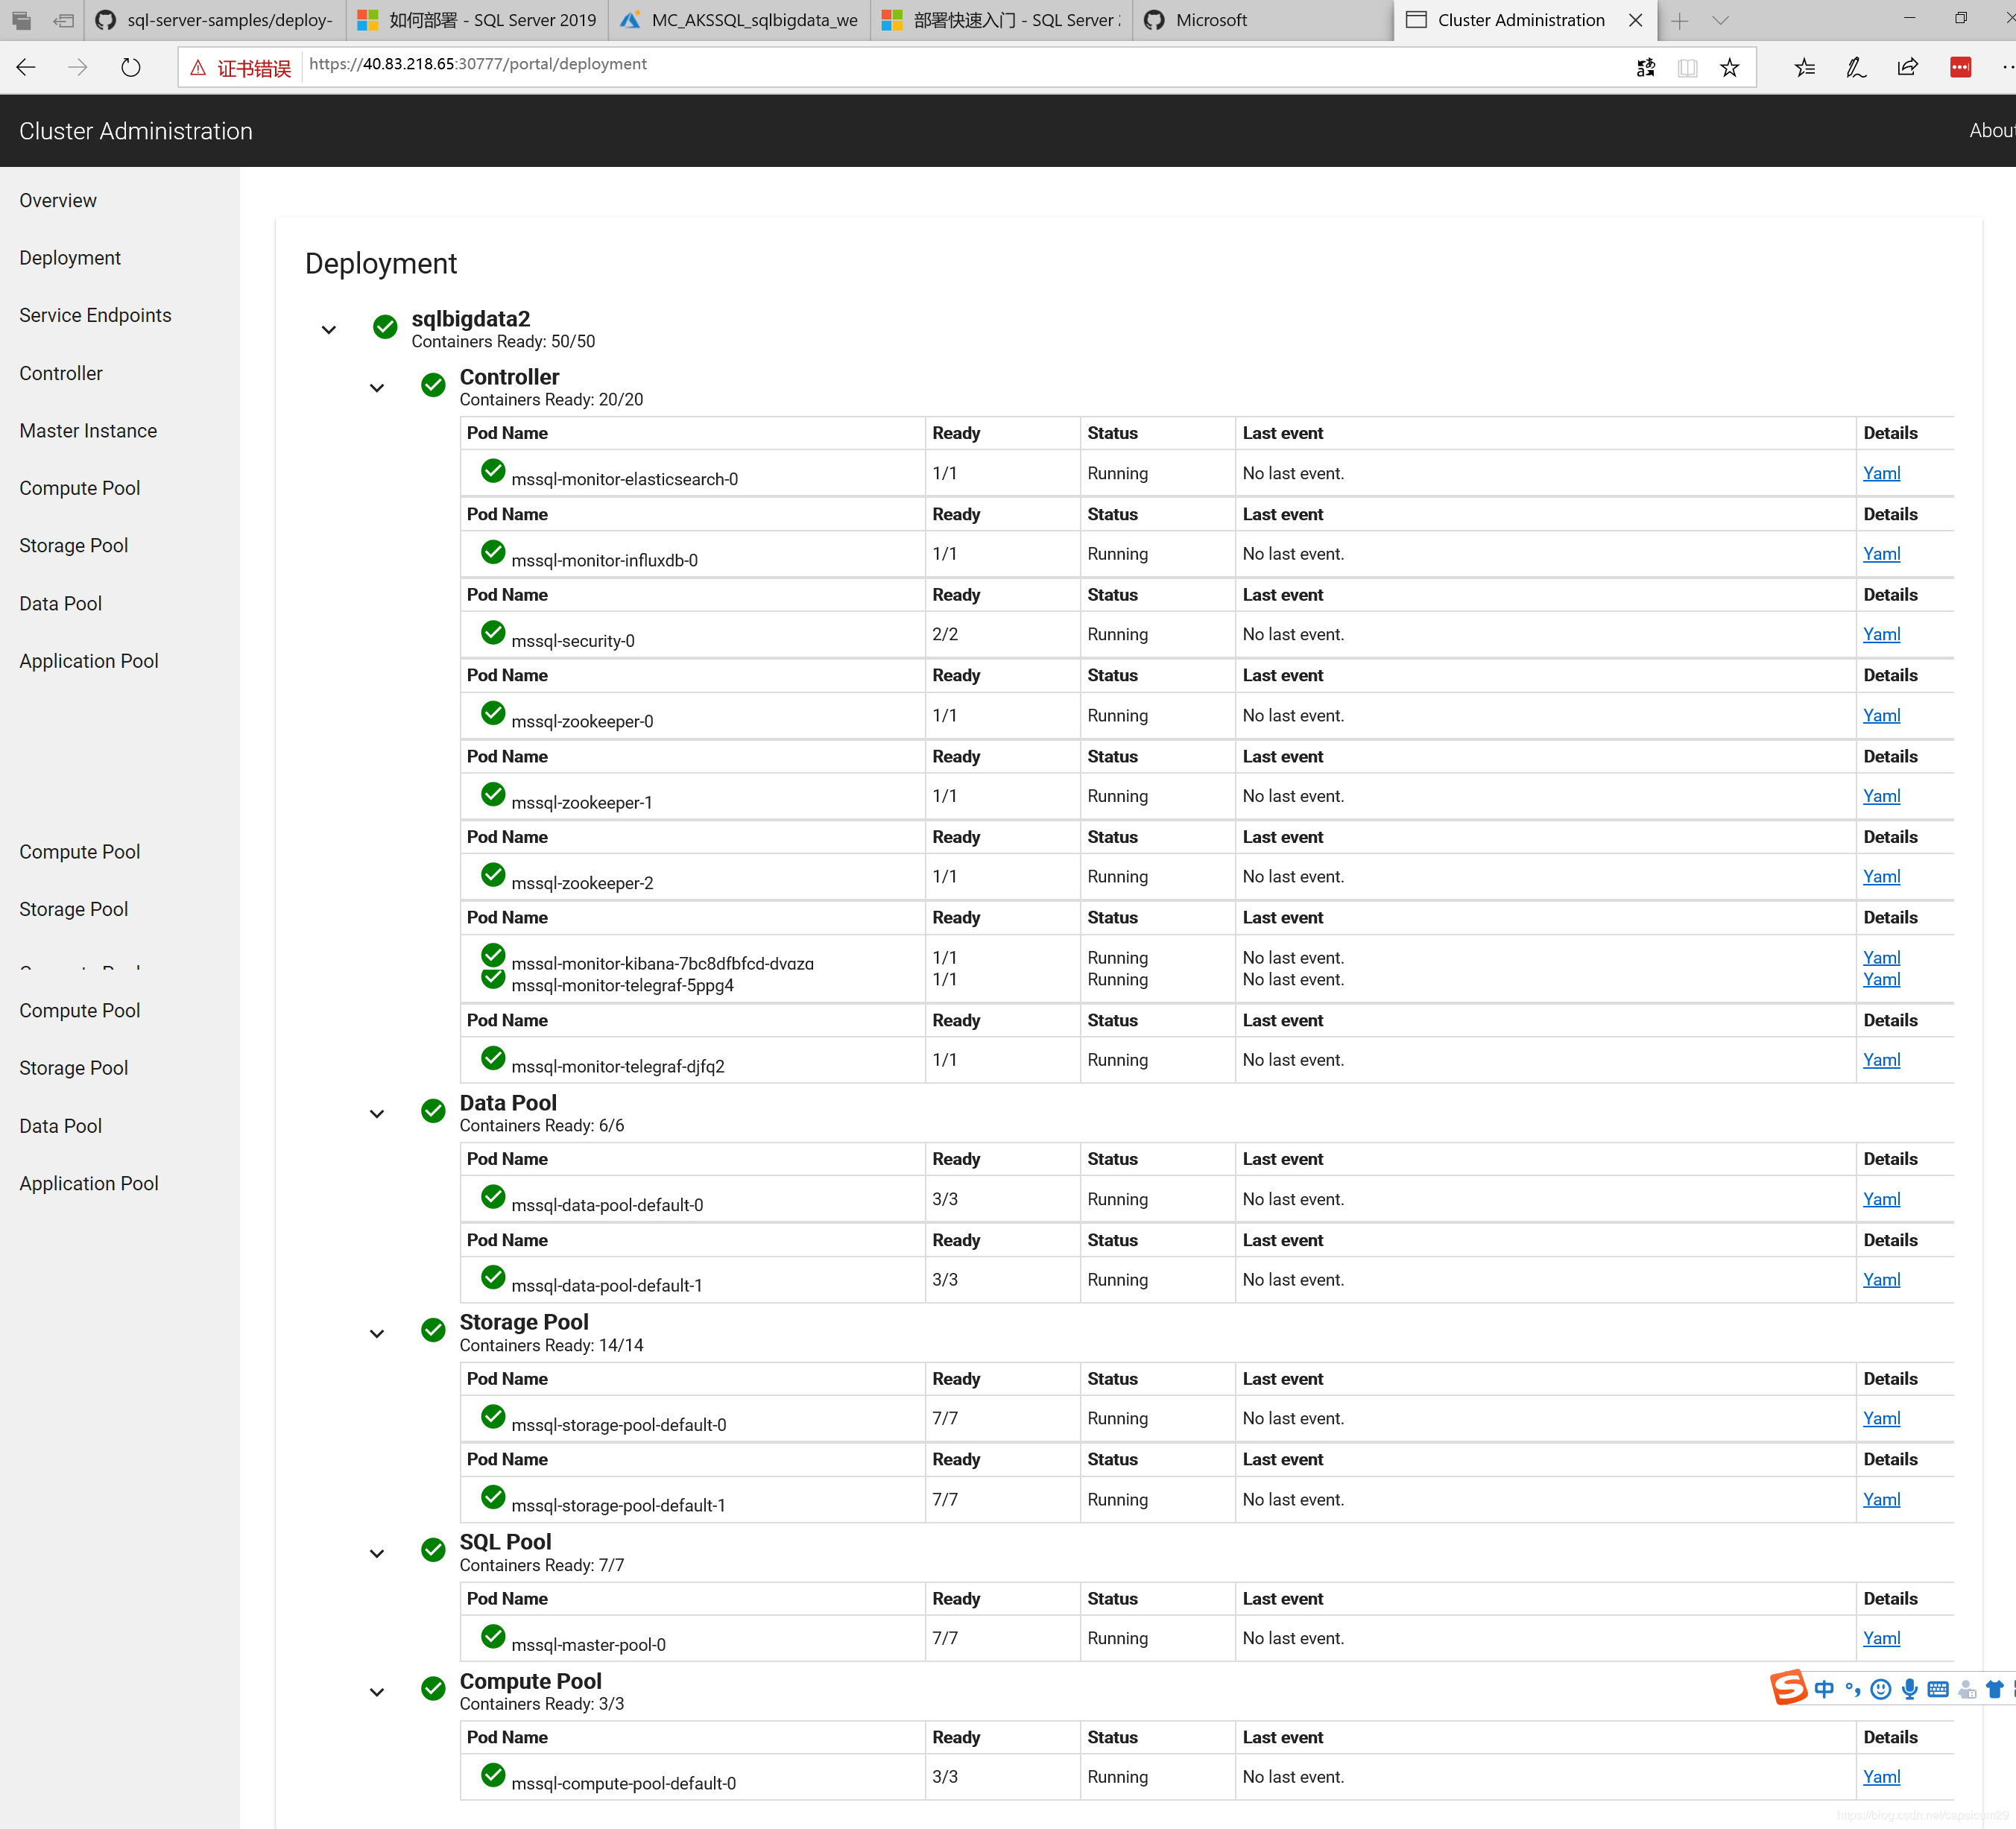 sql-server-samples/deploy-
如何部署 - SQL Server 2019
MC_AKSSQL_sqlbigdata_we
部署快速入门 - SQL Server
Microsoft
Cluster Administration
证书错误
https://40.83.218.65:30777/portal/deployment
Cluster Administration
About
Overview
Deployment
Service Endpoints
Controller
Master Instance
Compute Pool
Storage Pool
Data Pool
Application Pool
Compute Pool
Storage Pool
Compute Pool
Storage Pool
Data Pool
Application Pool
Deployment
sqlbigdata2
Containers Ready: 50/50
Controller
Containers Ready: 20/20
Pod Name Ready Status Last event Details
mssql-monitor-elasticsearch-0 1/1 Running No last event. Yaml
Pod Name Ready Status Last event Details
mssql-monitor-influxdb-0 1/1 Running No last event. Yaml
Pod Name Ready Status Last event Details
mssql-security-0 2/2 Running No last event. Yaml
Pod Name Ready Status Last event Details
mssql-zookeeper-0 1/1 Running No last event. Yaml
Pod Name Ready Status Last event Details
mssql-zookeeper-1 1/1 Running No last event. Yaml
Pod Name Ready Status Last event Details
mssql-zookeeper-2 1/1 Running No last event. Yaml
Pod Name Ready Status Last event Details
1/1 Running No last event. Yaml
mssql-monitor-telegraf-5ppg4 1/1 Running No last event. Yaml
Pod Name Ready Status Last event Details
mssql-monitor-telegraf-djfq2 1/1 Running No last event. Yaml
Data Pool
Containers Ready: 6/6
Pod Name Ready Status Last event Details
mssql-data-pool-default-0 3/3 Running No last event. Yaml
Pod Name Ready Status Last event Details
mssql-data-pool-default-1 3/3 Running No last event. Yaml
Storage Pool
Containers Ready: 14/14
Pod Name Ready Status Last event Details
mssql-storage-pool-default-0 7/7 Running No last event. Yaml
Pod Name Ready Status Last event Details
mssql-storage-pool-default-1 7/7 Running No last event. Yaml
SQL Pool
Containers Ready: 7/7
Pod Name Ready Status Last event Details
mssql-master-pool-0 7/7 Running No last event. Yaml
Compute Pool
Containers Ready: 3/3
中
Pod Name Ready Status Last event Details
mssql-compute-pool-default-0 3/3 Running No last event. Yaml
https://blog.csdn.net/capsicum29